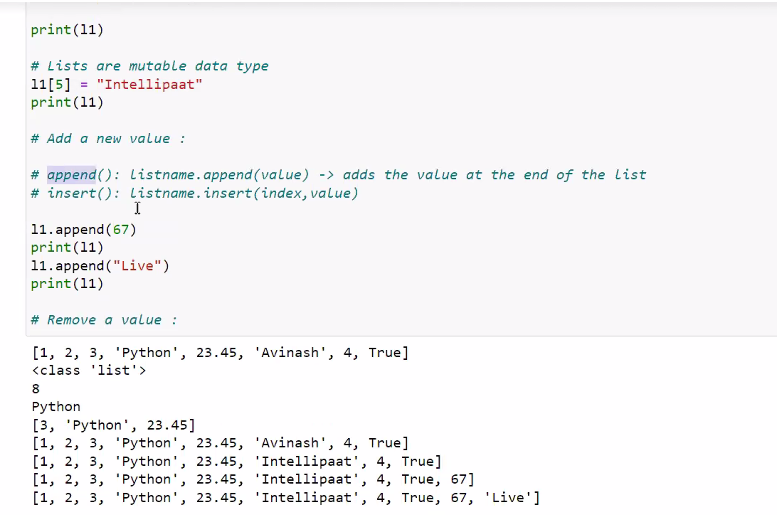 print(l1)
# Lists are mutable data type
l1[5] = "Intellipaat"
print(l1)
# Add a new value :
# append(): listname.append(value) -> adds the value at the end of the list
# insert(): listname.insert(index,value)
l1.append(67)
print(l1)
l1.append("Live")
print(l1)
# Remove a value :
[1, 2, 3, 'Python', 23.45, 'Avinash', 4, True]
<class 'list'>
8
Python
[3, 'Python', 23.45]
[1, 2, 3, 'Python', 23.45, 'Avinash', 4, True]
[1, 2, 3, 'Python', 23.45, 'Intellipaat', 4, True]
[1, 2, 3, 'Python', 23.45, 'Intellipaat', 4, True, 67]
[1, 2, 3, 'Python', 23.45, 'Intellipaat', 4, True, 67, 'Live']